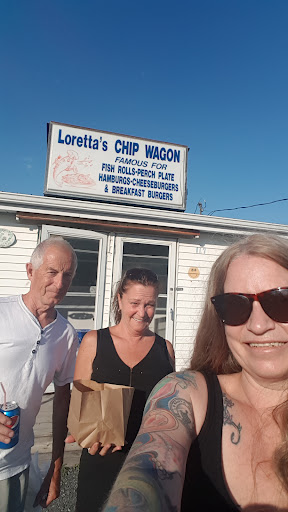 Loretta's CHIP WAGON
FAMOUS FOR
FISH ROLLS-PERCH PLATE
HAMBURGS-CHEESEBURGERS
& BREAKFAST BURGERS